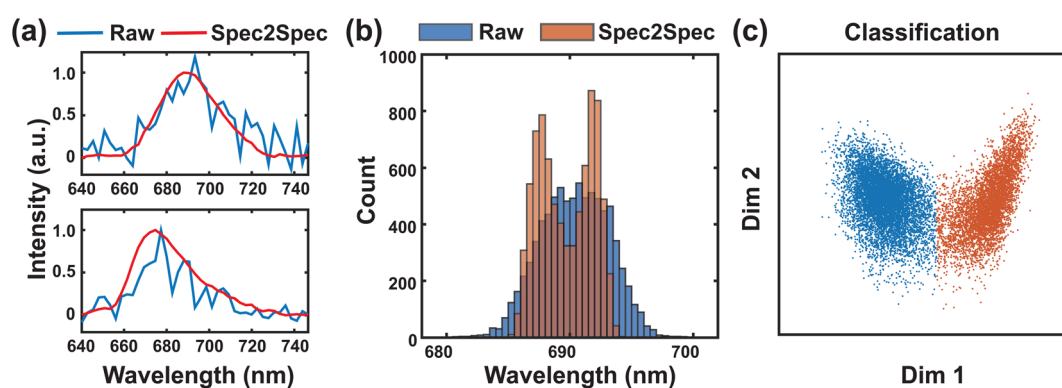 (a) Raw Spec2Spec
1.0
0.5
0
640 660 680 700 720 740
1.0
0.5
0
640 660 680 700 720 740
Intensity (a.u.)
Wavelength (nm)
(b) Raw Spec2Spec
1000
800
600
400
200
0
680 690 700
Count
Wavelength (nm)
(c) Classification
Dim 2
Dim 1